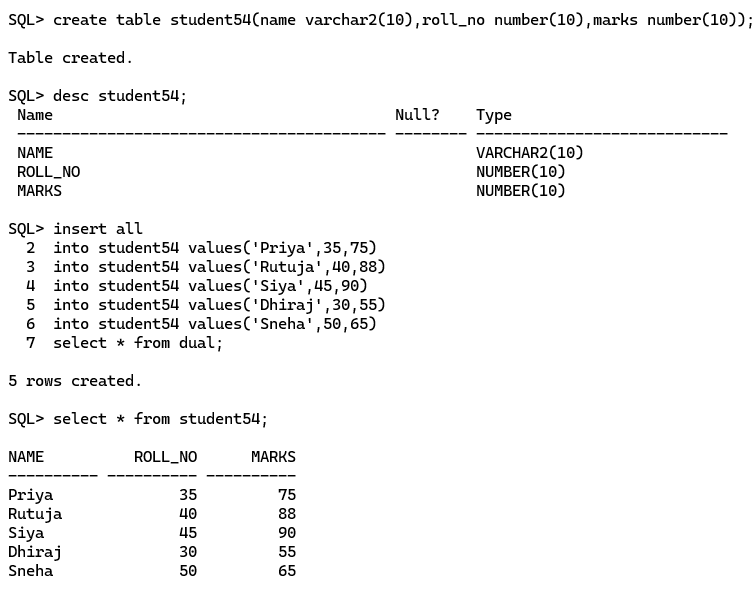 SQL> create table student54(name varchar2(10),roll_no number(10),marks number(10));
Table created.
SQL> desc student54;
 Name                                      Null?    Type
 ----------------------------------------- -------- ----------------------------
 NAME                                               VARCHAR2(10)
 ROLL_NO                                            NUMBER(10)
 MARKS                                              NUMBER(10)
SQL> insert all
  2  into student54 values('Priya',35,75)
  3  into student54 values('Rutuja',40,88)
  4  into student54 values('Siya',45,90)
  5  into student54 values('Dhiraj',30,55)
  6  into student54 values('Sneha',50,65)
  7  select * from dual;
5 rows created.
SQL> select * from student54;
NAME          ROLL_NO      MARKS
---------- ---------- ----------
Priya              35         75
Rutuja             40         88
Siya               45         90
Dhiraj             30         55
Sneha              50         65